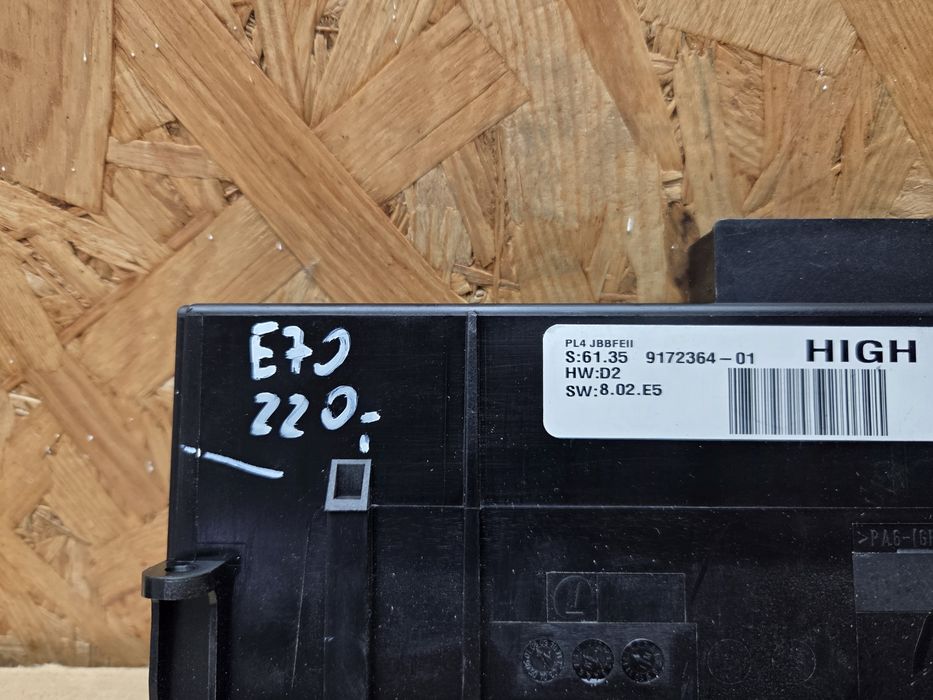 E70
220,-
PL4 JBBFEII
S:61.35 9172364-01 HIGH
HW:D2
SW:8.02.E5
>PA6-(G